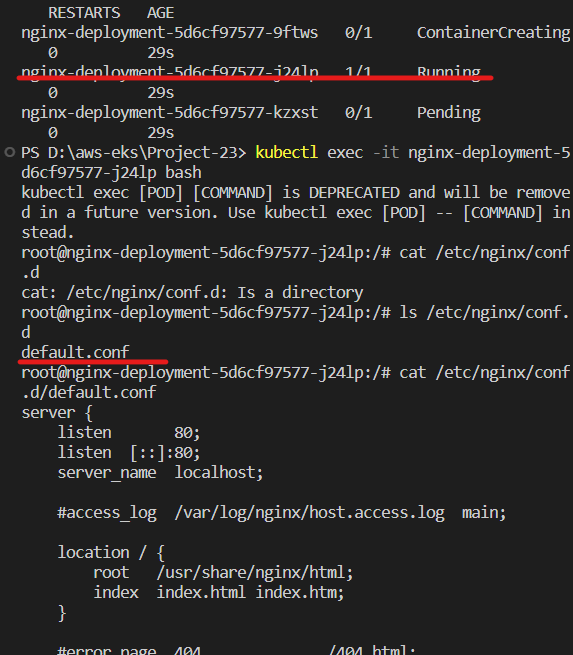 RESTARTS   AGE
nginx-deployment-5d6cf97577-9ftws   0/1     ContainerCreating
0          29s
nginx-deployment-5d6cf97577-j24lp   1/1     Running
0          29s
nginx-deployment-5d6cf97577-kzxst   0/1     Pending
0          29s
PS D:\aws-eks\Project-23> kubectl exec -it nginx-deployment-5
d6cf97577-j24lp bash
kubectl exec [POD] [COMMAND] is DEPRECATED and will be remove
d in a future version. Use kubectl exec [POD] -- [COMMAND] in
stead.
root@nginx-deployment-5d6cf97577-j24lp:/# cat /etc/nginx/conf
.d
cat: /etc/nginx/conf.d: Is a directory
root@nginx-deployment-5d6cf97577-j24lp:/# ls /etc/nginx/conf.
d
default.conf
root@nginx-deployment-5d6cf97577-j24lp:/# cat /etc/nginx/conf
.d/default.conf
server {
    listen       80;
    listen  [::]:80;
    server_name  localhost;

    #access_log  /var/log/nginx/host.access.log  main;

    location / {
        root   /usr/share/nginx/html;
        index  index.html index.htm;
    }

    #error_page  404              /404.html;